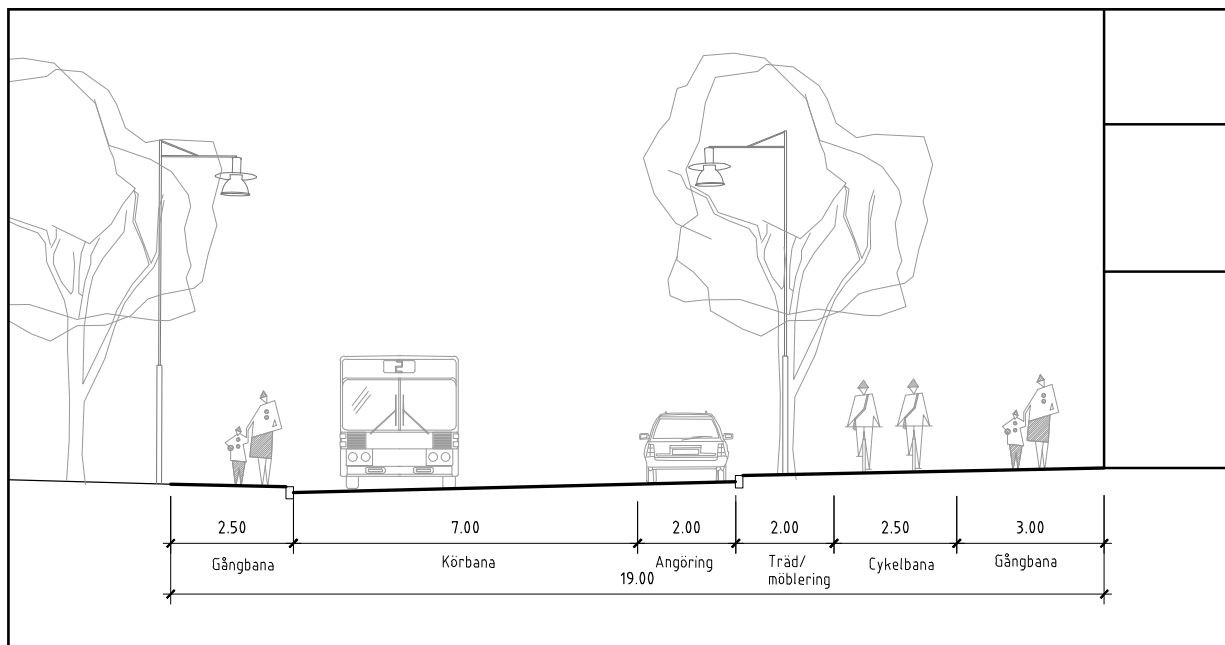 2
2.50
7.00
2.00
2.00
2.50
3.00
Gångbana
Körbana
Angöring
Träd/
möblering
Cykelbana
Gångbana
19.00